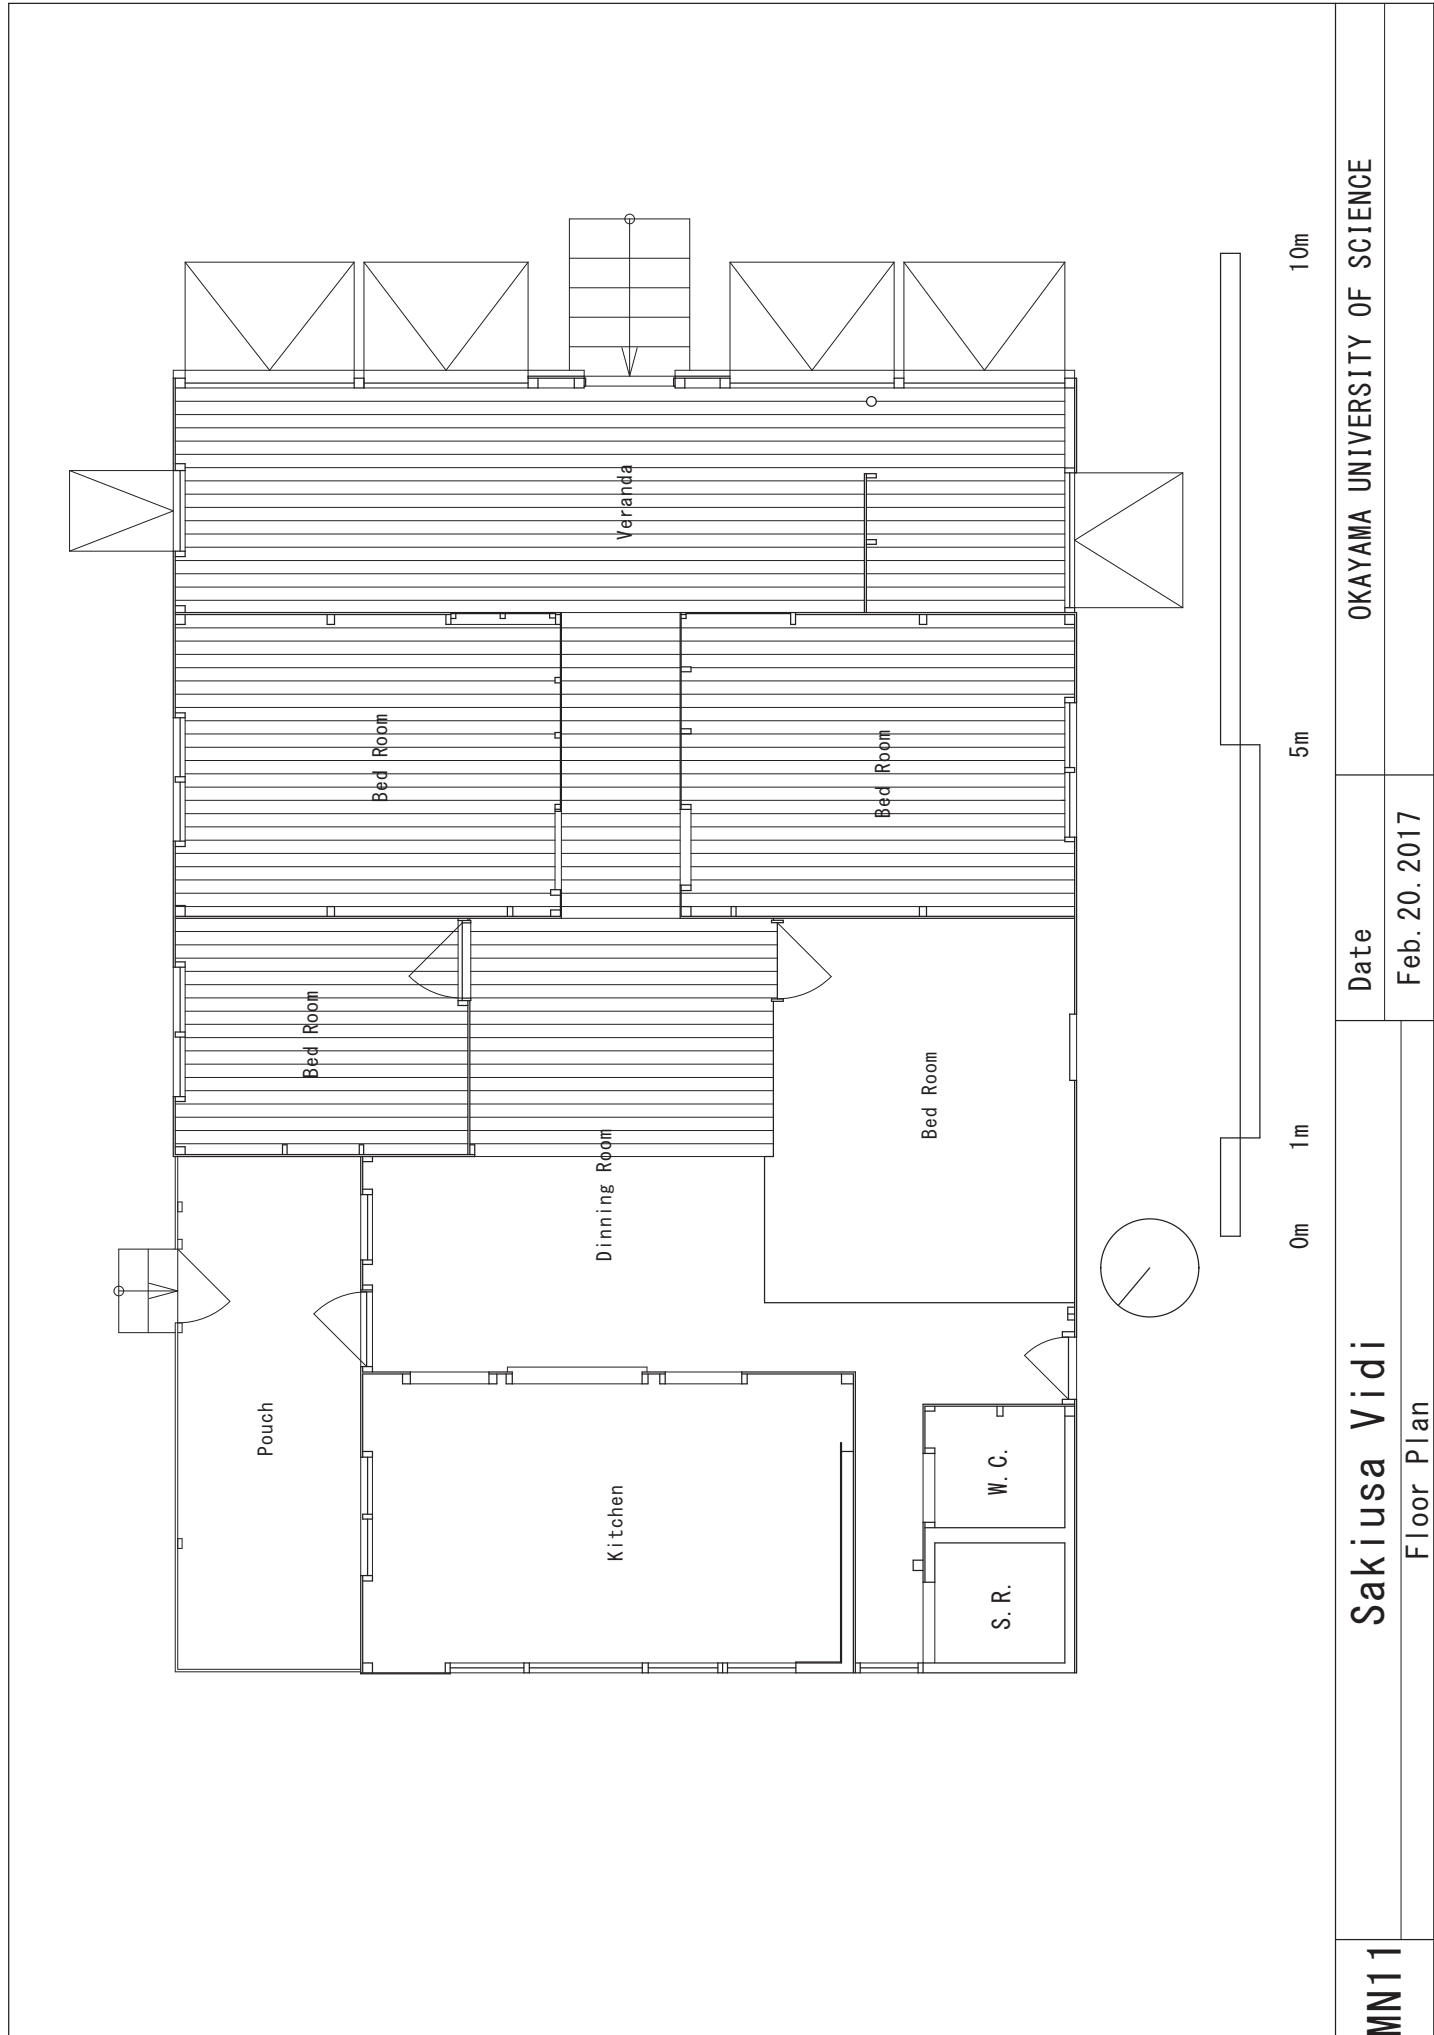 Pouch
Bed Room
Bed Room
Veranda
Kitchen
Dinning Room
S.R.
W.C.
Bed Room
Bed Room
0m 1m 5m 10m
MN11
Sakiusa Vidi
Floor Plan
Date
Feb.20.2017
OKAYAMA UNIVERSITY OF SCIENCE